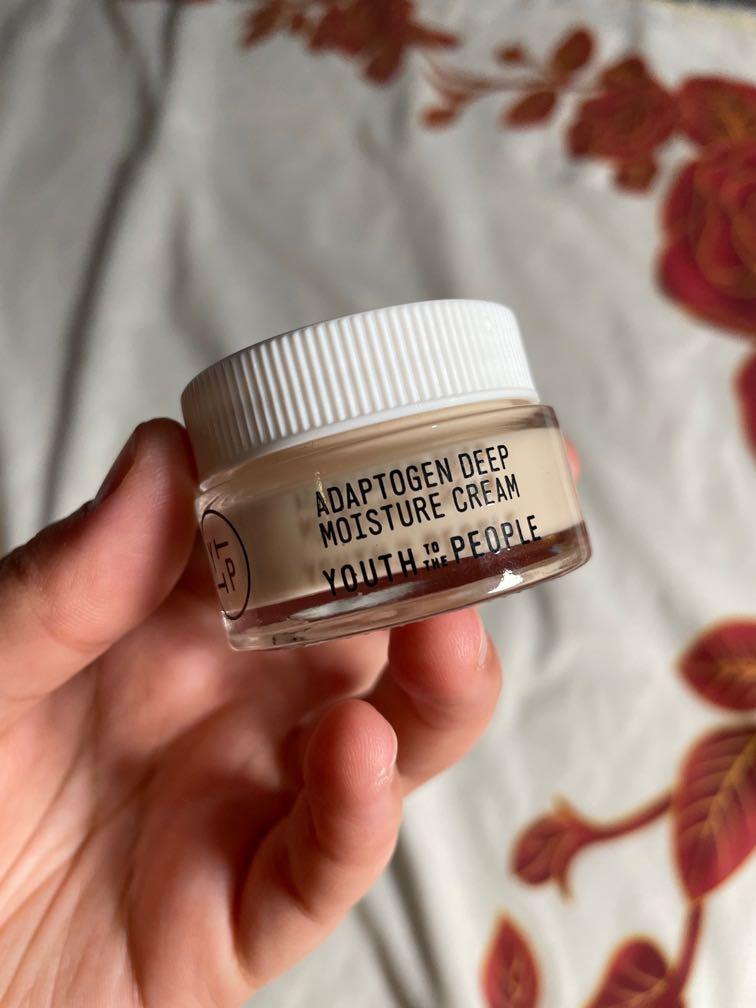 ADAPTOGEN DEEP
MOISTURE CREAM
YOUTH TO THE PEOPLE